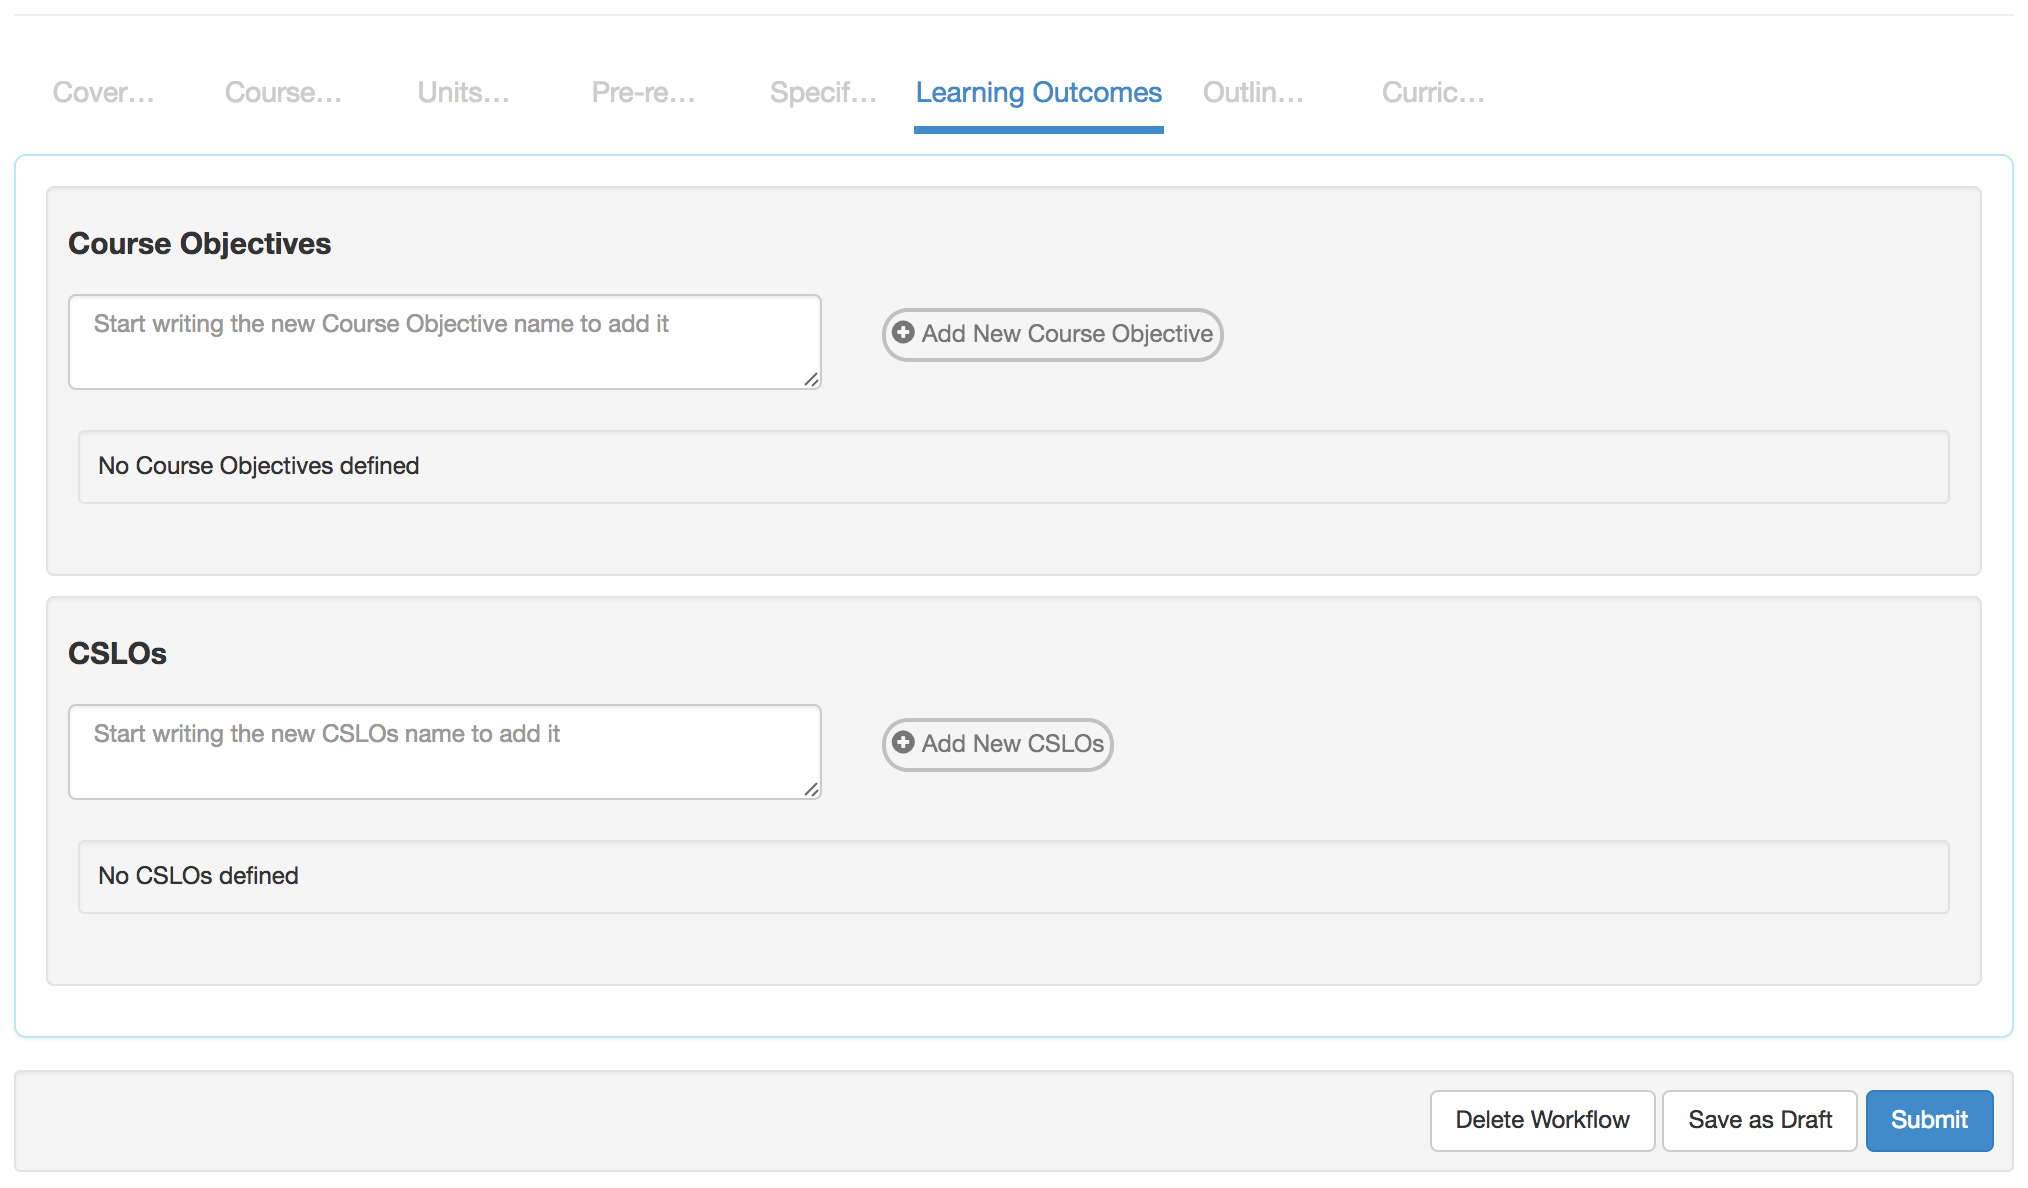 Cover... Course... Units... Pre-re... Specif... Learning Outcomes Outlin... Curric...
Course Objectives
Start writing the new Course Objective name to add it
Add New Course Objective
No Course Objectives defined
CSLOs
Start writing the new CSLOs name to add it
Add New CSLOs
No CSLOs defined
Delete Workflow Save as Draft Submit